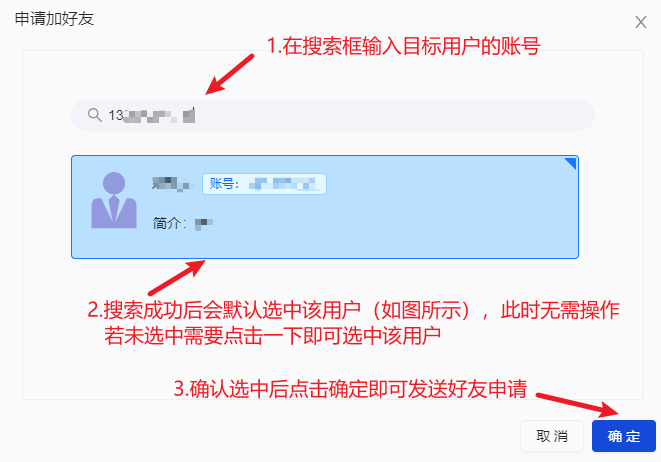 申请加好友
1.在搜索框输入目标用户的账号
13
账号：
简介：
2.搜索成功后会默认选中该用户（如图所示），此时无需操作
若未选中需要点击一下即可选中该用户
3.确认选中后点击确定即可发送好友申请
取 消
确 定